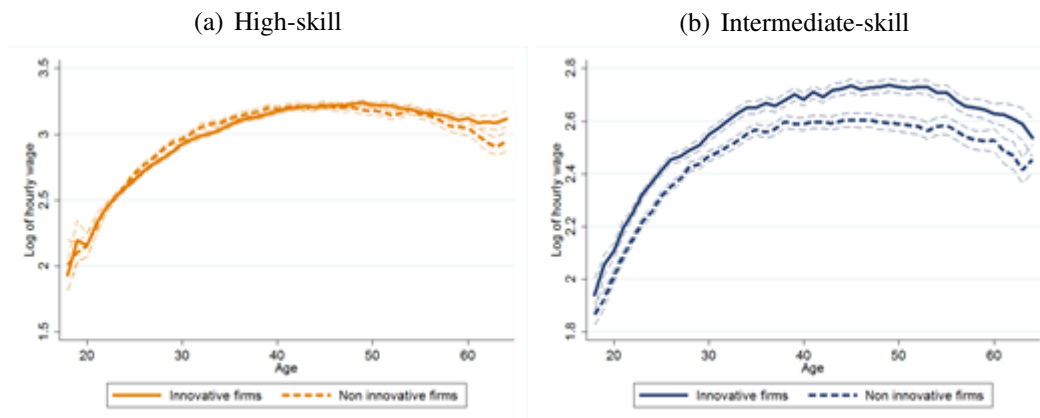 (a) High-skill
(b) Intermediate-skill
3.5
3
2.5
2
1.5
Log of hourly wage
20 30 40 50 60
Age
Innovative firms Non innovative firms
2.8
2.6
2.4
2.2
2
1.8
Log of hourly wage
20 30 40 50 60
Age
Innovative firms Non innovative firms